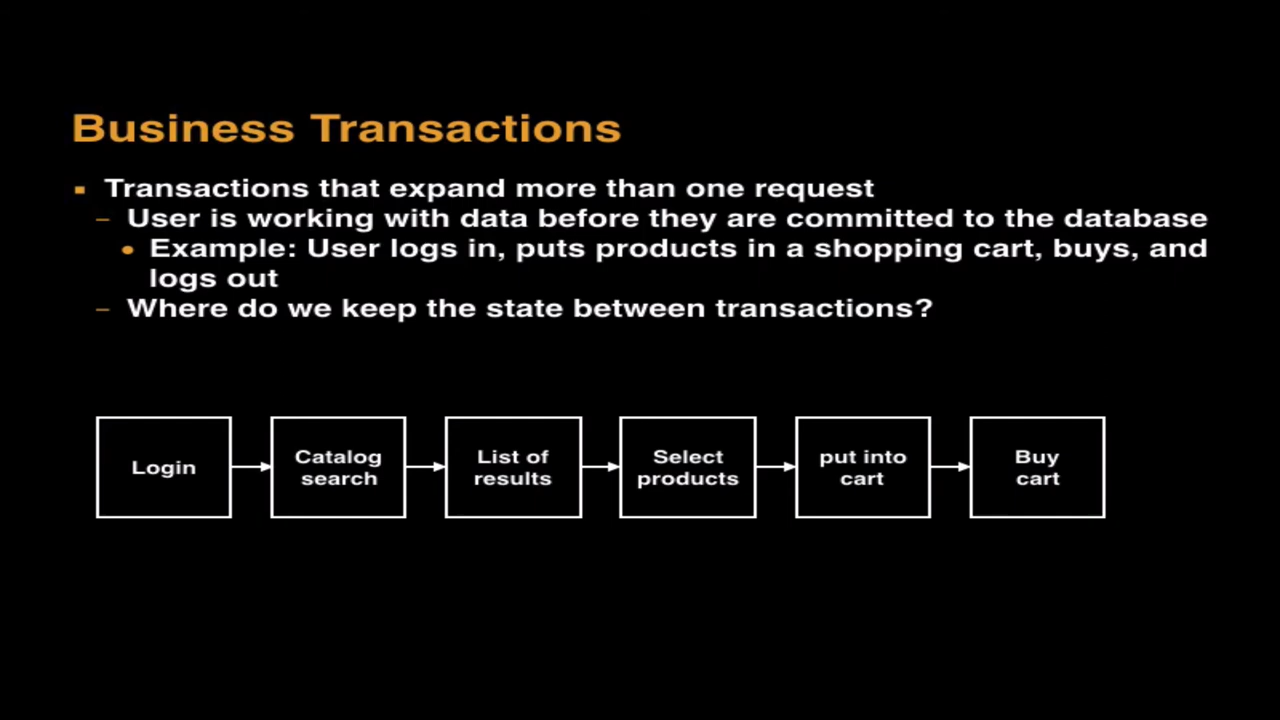 Business Transactions
Transactions that expand more than one request
– User is working with data before they are committed to the database
• Example: User logs in, puts products in a shopping cart, buys, and
logs out
– Where do we keep the state between transactions?
Login
Catalog
search
List of
results
Select
products
put into
cart
Buy
cart